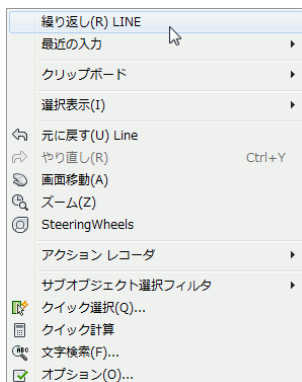 繰り返し(R) LINE
最近の入力
クリップボード
選択表示(I)
元に戻す(U) Line
やり直し(R) Ctrl+Y
画面移動(A)
ズーム(Z)
SteeringWheels
アクション レコーダ
サブオブジェクト選択フィルタ
クイック選択(Q)...
クイック計算
文字検索(F)...
オプション(O)...